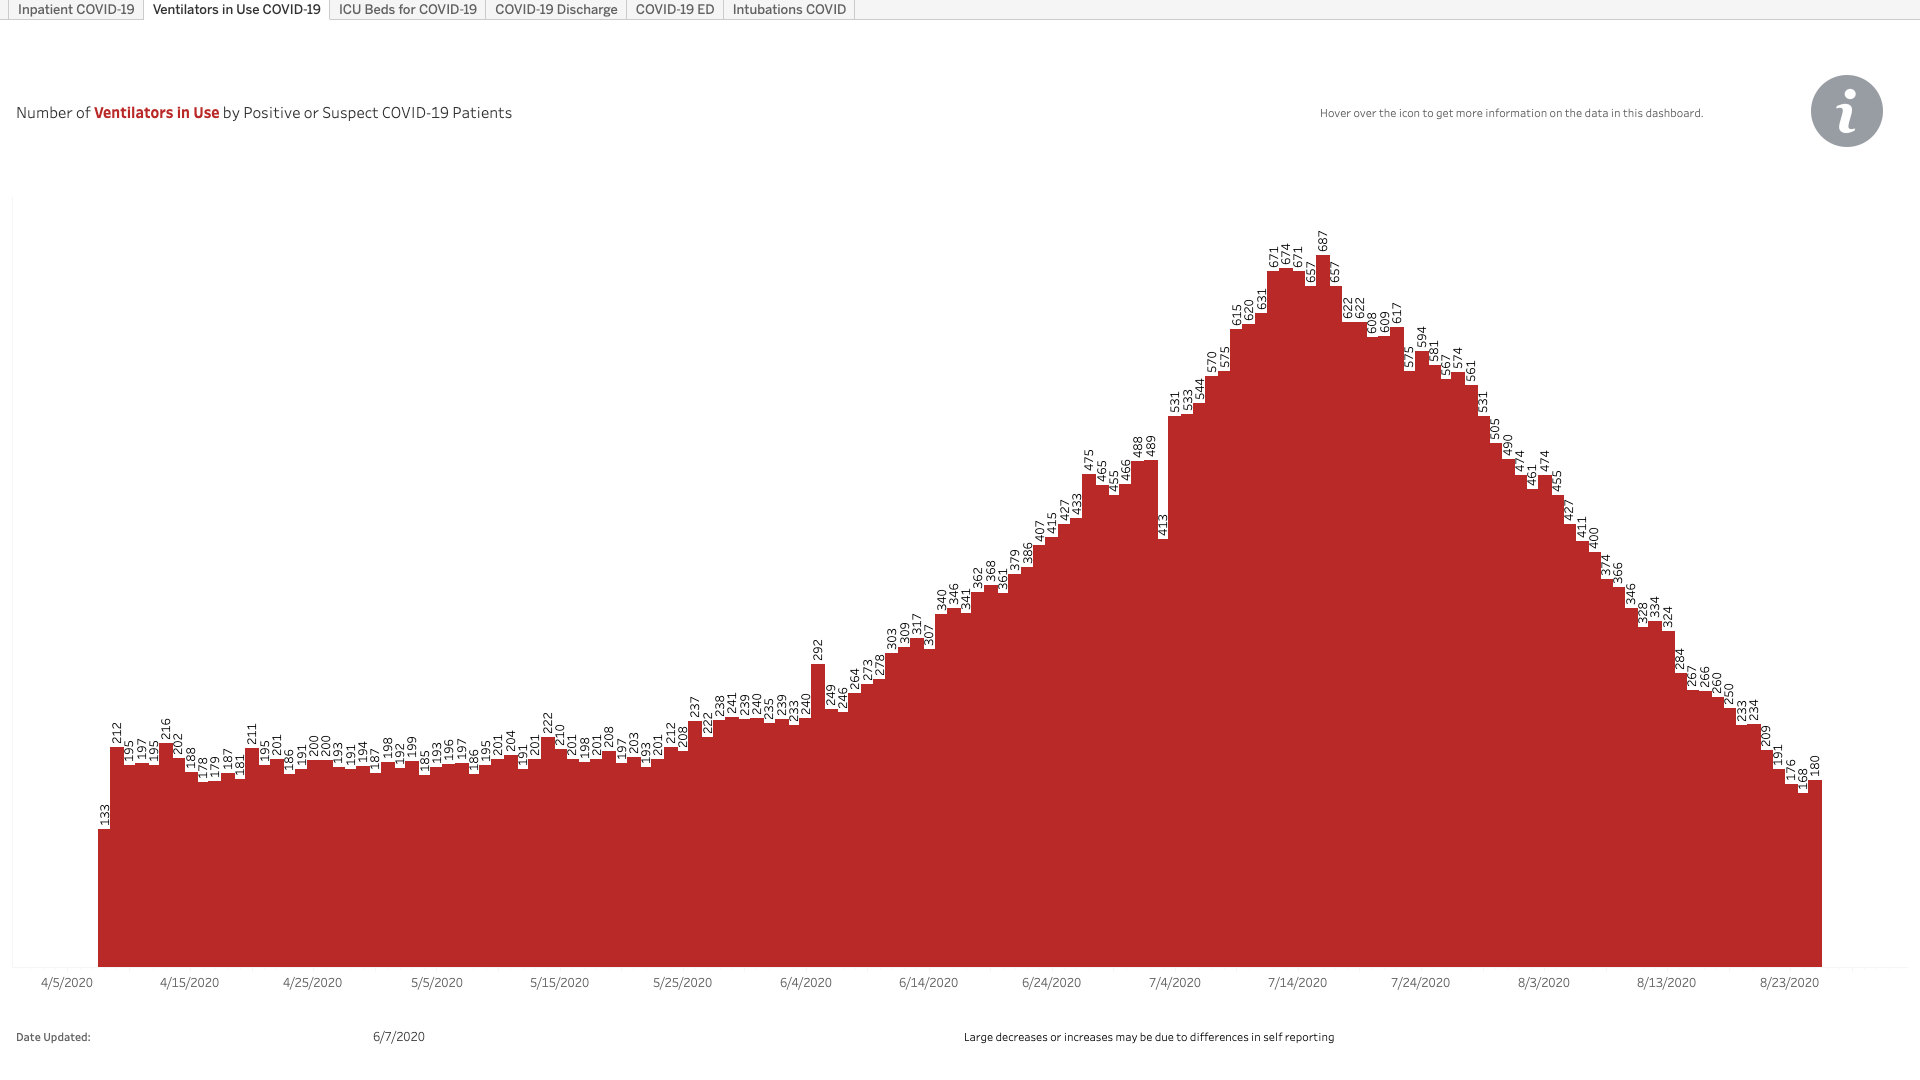 Inpatient COVID-19 Ventilators in Use COVID-19 ICU Beds for COVID-19 COVID-19 Discharge COVID-19 ED Intubations COVID
Number of Ventilators in Use by Positive or Suspect COVID-19 Patients
Hover over the icon to get more information on the data in this dashboard.
i
133 212 195 197 195 216 202 188 178 179 187 181 211 195 201 186 191 200 200 193 191 194 187 198 192 199 185 193 196 197 186 195 201 204 191 201 222 210 201 198 201 208 197 203 193 201 212 208 237 222 238 241 239 240 235 239 233 240 292 249 246 264 273 278 303 309 317 307 340 346 341 362 368 361 379 386 407 415 427 433 475 465 455 466 488 489 413 531 533 544 570 575 615 620 631 671 674 671 657 687 657 622 622 608 609 617 575 594 581 567 574 561 531 505 490 474 461 474 455 427 411 400 374 366 346 328 334 324 284 267 266 260 250 233 234 209 191 176 168 180
4/5/2020 4/15/2020 4/25/2020 5/5/2020 5/15/2020 5/25/2020 6/4/2020 6/14/2020 6/24/2020 7/4/2020 7/14/2020 7/24/2020 8/3/2020 8/13/2020 8/23/2020
Date Updated: 6/7/2020
Large decreases or increases may be due to differences in self reporting